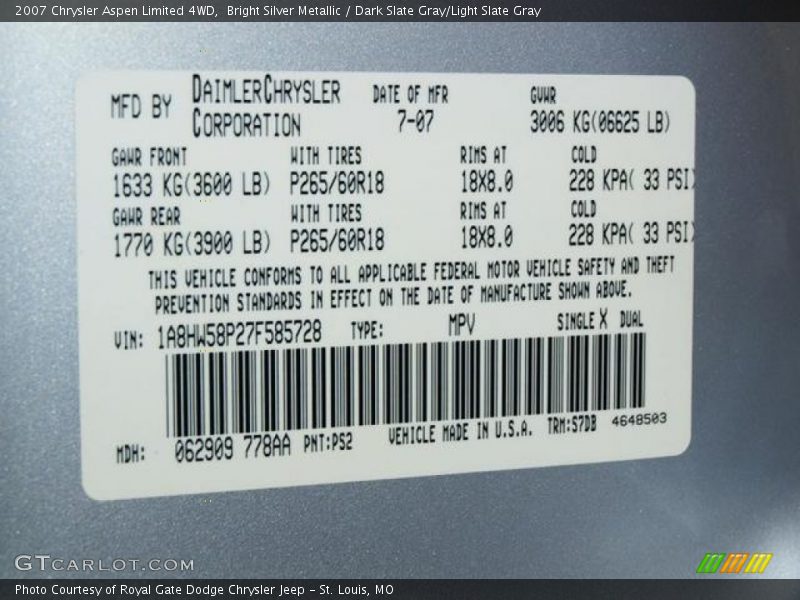 2007 Chrysler Aspen Limited 4WD,  Bright Silver Metallic / Dark Slate Gray/Light Slate Gray
MFD BY DAIMLERCHRYSLER CORPORATION DATE OF MFR 7-07 GVWR 3006 KG(06625 LB)
GAWR FRONT WITH TIRES RIMS AT COLD
1633 KG(3600 LB) P265/60R18 18X8.0 228 KPA( 33 PSI)
GAWR REAR WITH TIRES RIMS AT COLD
1770 KG(3900 LB) P265/60R18 18X8.0 228 KPA( 33 PSI)
THIS VEHICLE CONFORMS TO ALL APPLICABLE FEDERAL MOTOR VEHICLE SAFETY AND THEFT
PREVENTION STANDARDS IN EFFECT ON THE DATE OF MANUFACTURE SHOWN ABOVE.
VIN: 1A8HW58P27F585728 TYPE: MPV SINGLE X DUAL
MDH: 062909 778AA PNT:PS2 VEHICLE MADE IN U.S.A. TRM:S7DB 4648503
GTCARLOT.COM
Photo Courtesy of Royal Gate Dodge Chrysler Jeep - St. Louis, MO